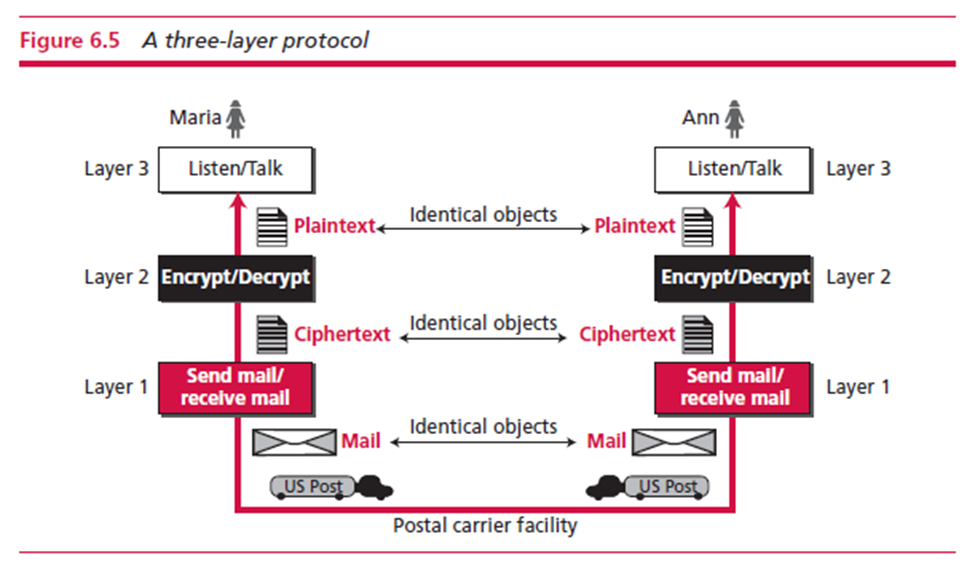 Figure 6.5 A three-layer protocol
Maria
Ann
Layer 3
Listen/Talk
Listen/Talk
Layer 3
Plaintext
Identical objects
Plaintext
Layer 2
Encrypt/Decrypt
Encrypt/Decrypt
Layer 2
Ciphertext
Identical objects
Ciphertext
Layer 1
Send mail/
receive mail
Send mail/
receive mail
Layer 1
Mail
Identical objects
Mail
US Post
US Post
Postal carrier facility